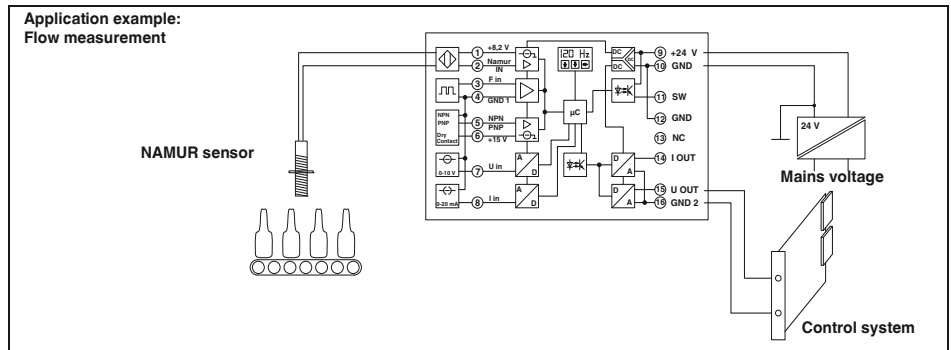 Application example:
Flow measurement
NAMUR sensor
1 +8,2 V
2 Namur
IN
3 F in
4
GND 1
NPN
PNP
Dry
Contact
5 NPN
PNP
6 +15 V
0-10 V
7 U in
0-20 mA
8 I in
A
D
A
D
120 Hz
µC
DC
DC
DC
D
A
D
A
9 +24 V
10 GND
11 SW
12 GND
13 NC
14 I OUT
15 U OUT
16 GND 2
24 V
Mains voltage
Control system